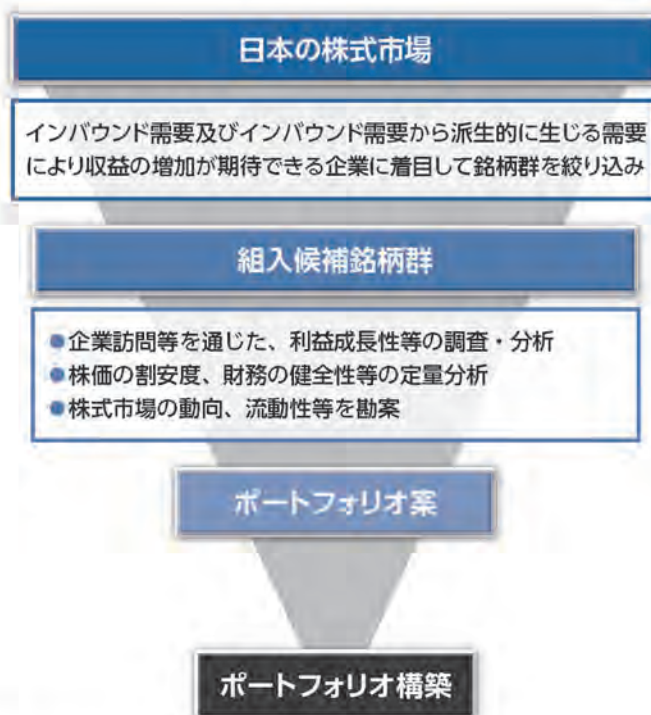 日本の株式市場
インバウンド需要及びインバウンド需要から派生的に生じる需要
により収益の増加が期待できる企業に着目して銘柄群を絞り込み
組入候補銘柄群
●企業訪問等を通じた、利益成長性等の調査・分析
●株価の割安度、財務の健全性等の定量分析
●株式市場の動向、流動性等を勘案
ポートフォリオ案
ポートフォリオ構築